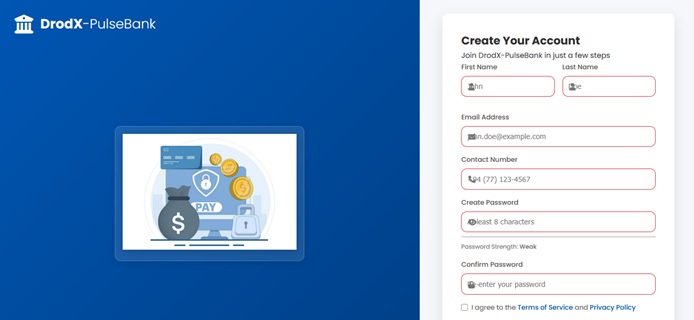 DrodX-PulseBank
PAY
$
Create Your Account
Join DrodX-PulseBank in just a few steps
First Name
Last Name
hn
e
Email Address
n.doe@example.com
Contact Number
4 (77) 123-4567
Create Password
least 8 characters
Password Strength: Weak
Confirm Password
-enter your password
I agree to the Terms of Service and Privacy Policy